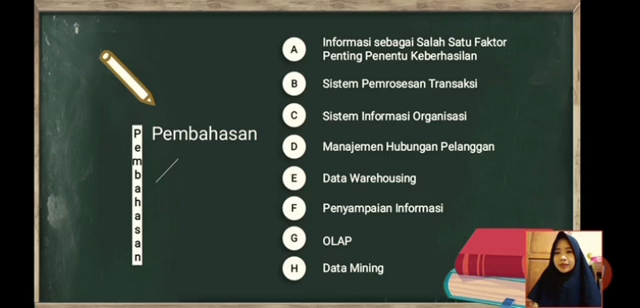 Pembahasan
Pembahasan
A
Informasi sebagai Salah Satu Faktor
Penting Penentu Keberhasilan
B
Sistem Pemrosesan Transaksi
C
Sistem Informasi Organisasi
D
Manajemen Hubungan Pelanggan
E
Data Warehousing
F
Penyampaian Informasi
G
OLAP
H
Data Mining